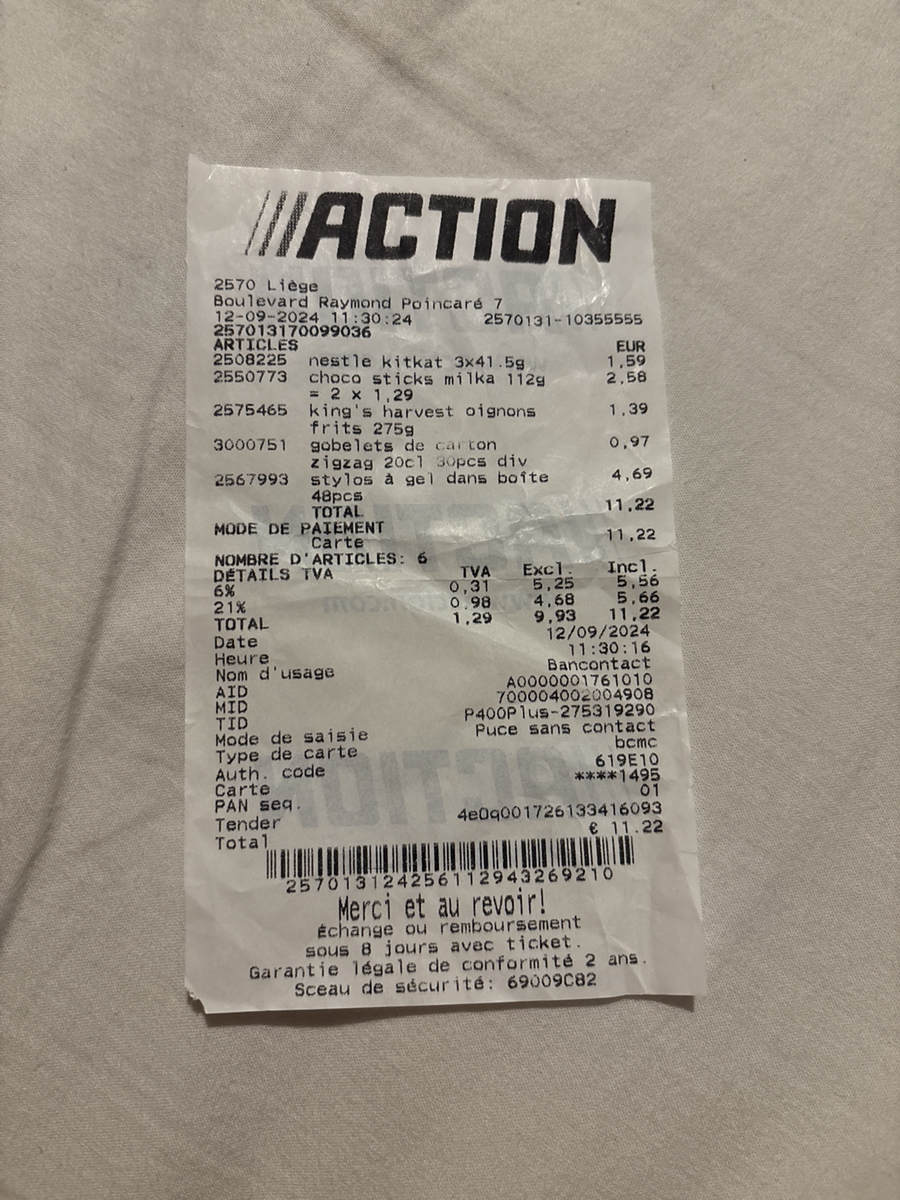 ACTION
2570 Liège
Boulevard Raymond Poincaré 7
12-09-2024 11:30:24 2570131-10355555
257013170099036
ARTICLES EUR
2508225 nestle kitkat 3x41.5g 1,59
2550773 choco sticks milka 112g 2,58
= 2 x 1,29
2575465 king's harvest oignons 1,39
frits 275g
3000751 gobelets de carton 0,97
zigzag 20cl 30pcs div
2567993 stylos à gel dans boîte 4,69
48pcs
TOTAL 11,22
MODE DE PAIEMENT
Carte 11,22
NOMBRE D'ARTICLES: 6
DÉTAILS TVA TVA Excl. Incl.
6% 0,31 5,25 5,56
21% 0,98 4,68 5,66
TOTAL 1,29 9,93 11,22
Date 12/09/2024
Heure 11:30:16
Nom d'usage Bancontact
AID A0000001761010
MID 700004002004908
TID P400Plus-275319290
Mode de saisie Puce sans contact
Type de carte bcmc
Auth. code 619E10
Carte ****1495
PAN seq. 01
Tender 4e0q001726133416093
Total € 11.22
257013124256112943269210
Merci et au revoir!
Échange ou remboursement
sous 8 jours avec ticket.
Garantie légale de conformité 2 ans.
Sceau de sécurité: 69009C82